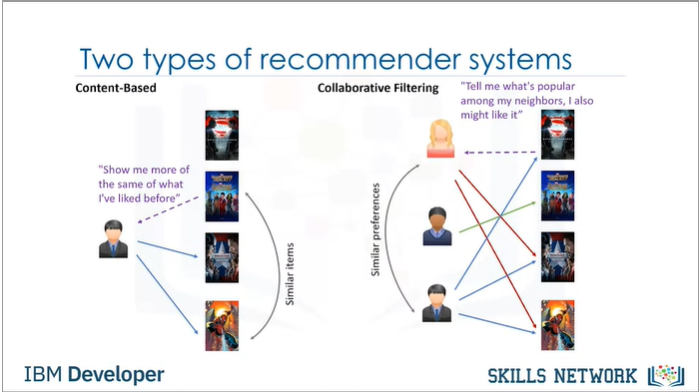 Two types of recommender systems
Content-Based
"Show me more of
the same of what
I've liked before"
Similar items
Collaborative Filtering
"Tell me what's popular
among my neighbors, I also
might like it"
Similar preferences
IBM Developer
SKILLS NETWORK